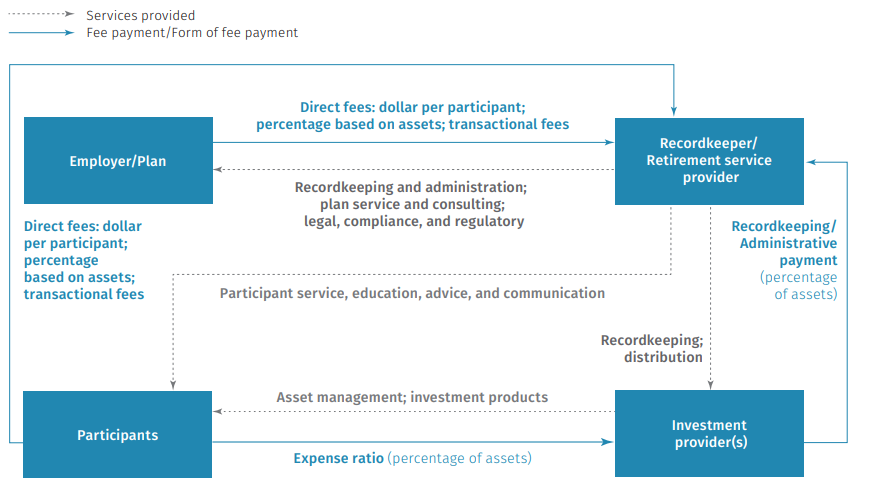 Services provided
Fee payment/Form of fee payment
Direct fees: dollar per participant;
percentage based on assets; transactional fees
Employer/Plan
Recordkeeper/
Retirement service
provider
Recordkeeping and administration;
plan service and consulting;
legal, compliance, and regulatory
Direct fees: dollar
per participant;
percentage
based on assets;
transactional fees
Recordkeeping/
Administrative
payment
(percentage
of assets)
Participant service, education, advice, and communication
Recordkeeping;
distribution
Asset management; investment products
Participants
Investment
provider(s)
Expense ratio (percentage of assets)